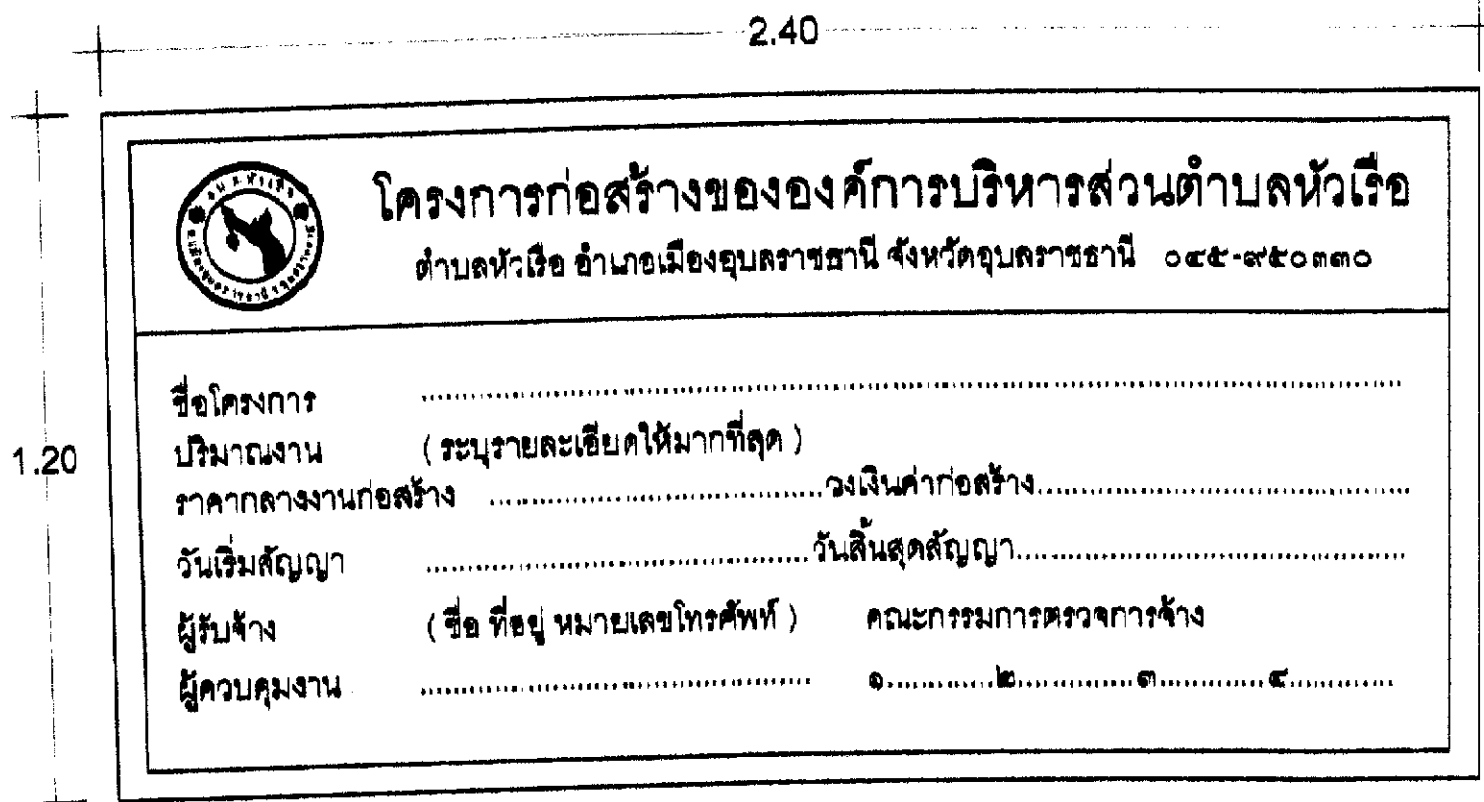 2.40
โครงการก่อสร้างขององค์การบริหารส่วนตำบลหัวเรือ
ตำบลหัวเรือ อำเภอเมืองอุบลราชธานี จังหวัดอุบลราชธานี ๐๔๕-๙๕๐๓๓๐
1.20
ชื่อโครงการ ........................................
ปริมาณงาน ( ระบุรายละเอียดให้มากที่สุด )
ราคากลางงานก่อสร้าง ....................วงเงินค่าก่อสร้าง....................
วันเริ่มสัญญา ....................วันสิ้นสุดสัญญา....................
ผู้รับจ้าง ( ชื่อ ที่อยู่ หมายเลขโทรศัพท์ ) คณะกรรมการตรวจการจ้าง
ผู้ควบคุมงาน .................... ๑..........๒..........๓..........๔..........